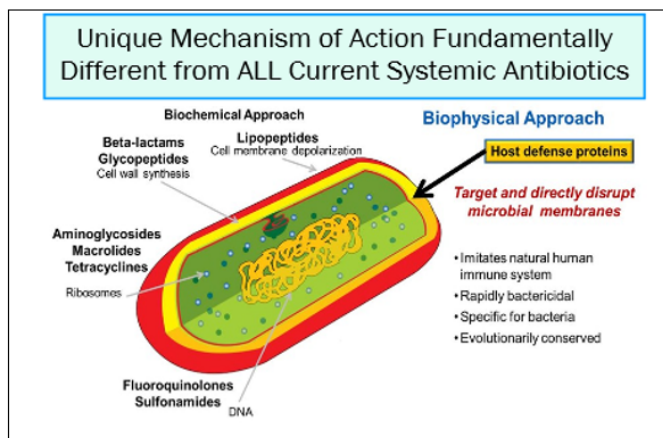 Unique Mechanism of Action Fundamentally
Different from ALL Current Systemic Antibiotics
Biochemical Approach
Beta-lactams
Glycopeptides
Cell wall synthesis
Lipopeptides
Cell membrane depolarization
Aminoglycosides
Macrolides
Tetracyclines
Ribosomes
Fluoroquinolones
Sulfonamides
DNA
Biophysical Approach
Host defense proteins
Target and directly disrupt
microbial membranes
• Imitates natural human
immune system
• Rapidly bactericidal
• Specific for bacteria
• Evolutionarily conserved